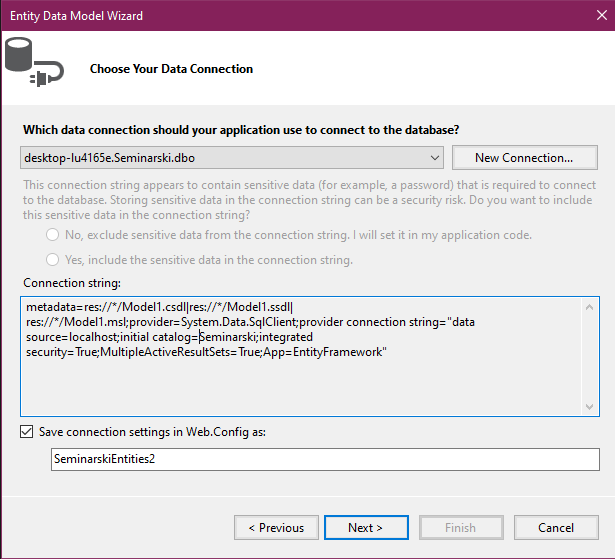 Entity Data Model Wizard
Choose Your Data Connection
Which data connection should your application use to connect to the database?
desktop-lu4165e.Seminarski.dbo
New Connection...
This connection string appears to contain sensitive data (for example, a password) that is required to connect
to the database. Storing sensitive data in the connection string can be a security risk. Do you want to include
this sensitive data in the connection string?
No, exclude sensitive data from the connection string. I will set it in my application code.
Yes, include the sensitive data in the connection string.
Connection string:
metadata=res://*/Model1.csdl|res://*/Model1.ssdl|
res://*/Model1.msl;provider=System.Data.SqlClient;provider connection string="data
source=localhost;initial catalog=Seminarski;integrated
security=True;MultipleActiveResultSets=True;App=EntityFramework"
Save connection settings in Web.Config as:
SeminarskiEntities2
< Previous
Next >
Finish
Cancel